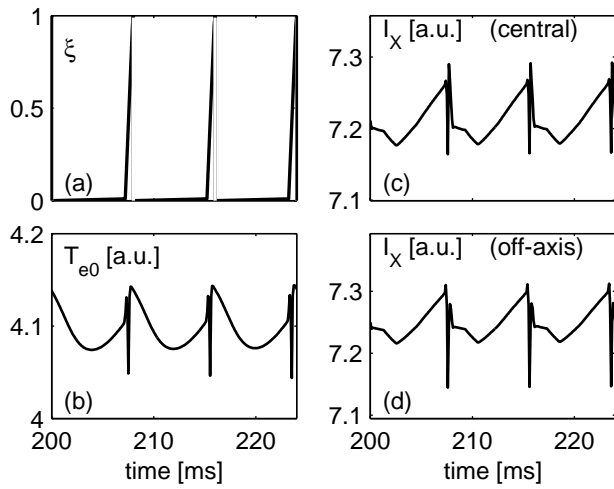 1
0.5
0
ξ
(a)
I_X [a.u.] (central)
7.3
7.2
7.1
(c)
4.2
4.1
4
T_e0 [a.u.]
(b)
200 210 220
time [ms]
I_X [a.u.] (off-axis)
7.3
7.2
7.1
(d)
200 210 220
time [ms]